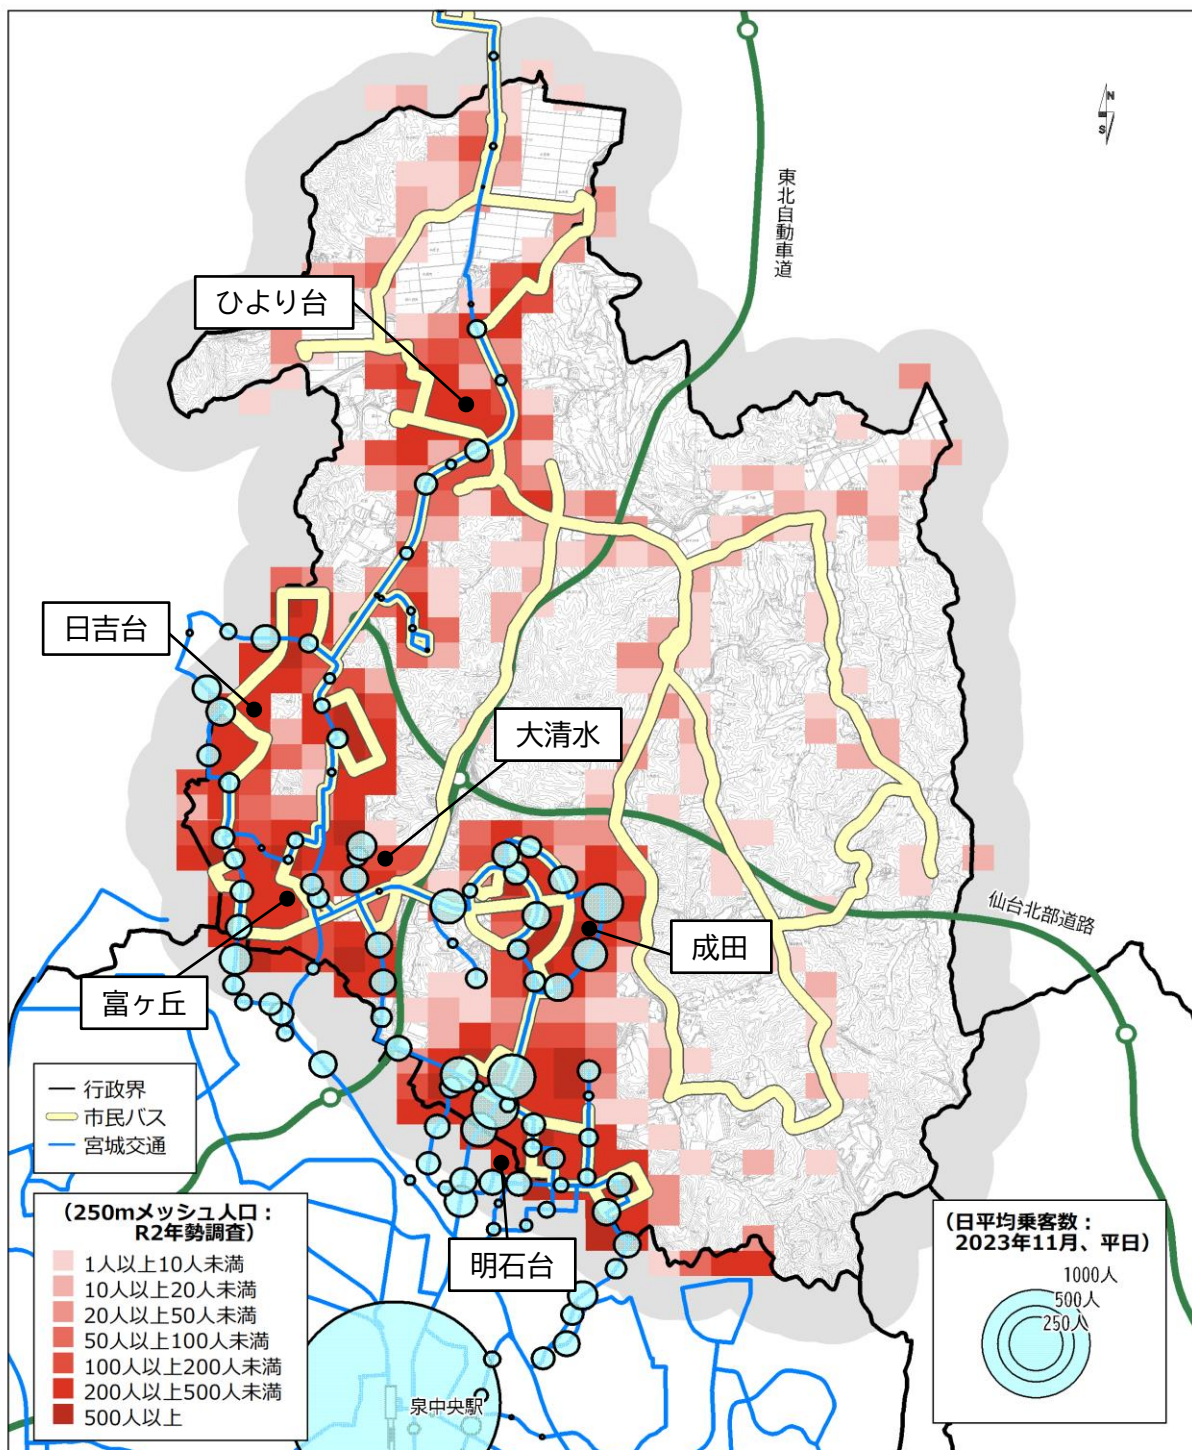 N
S
東北自動車道
ひより台
日吉台
大清水
成田
仙台北部道路
富ヶ丘
行政界
市民バス
宮城交通
明石台
(250mメッシュ人口:
R2年勢調査)
1人以上10人未満
10人以上20人未満
20人以上50人未満
50人以上100人未満
100人以上200人未満
200人以上500人未満
500人以上
泉中央駅
(日平均乗客数:
2023年11月、平日)
1000人
500人
250人